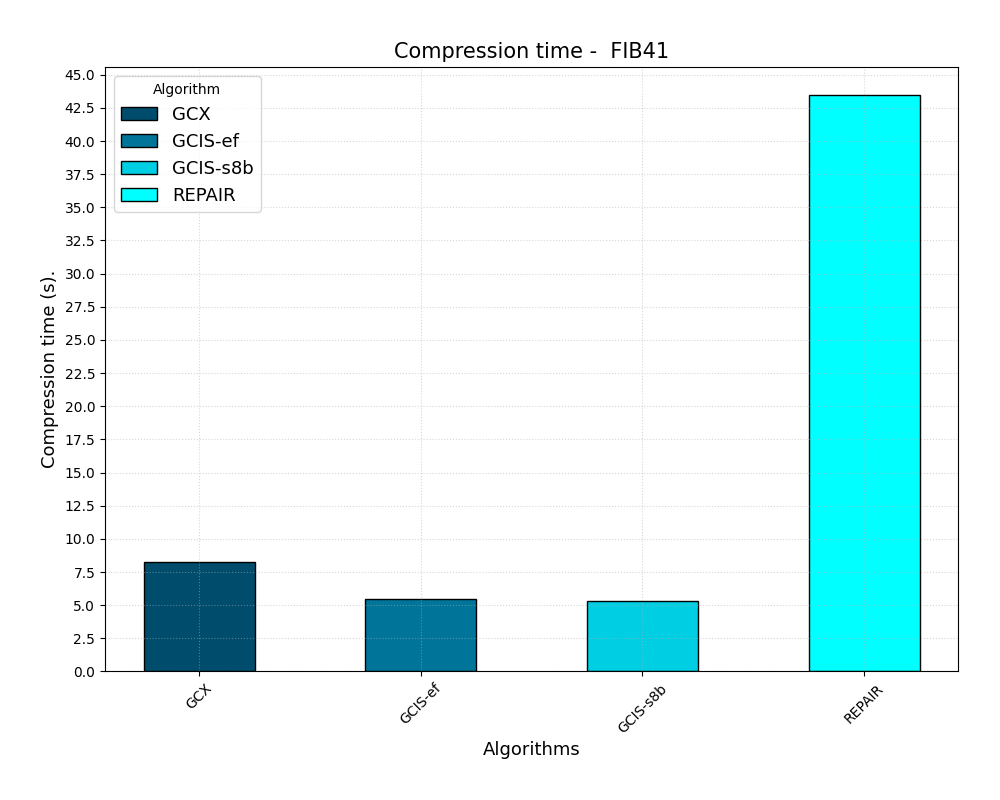 Compression time -  FIB41
Algorithm
GCX
GCIS-ef
GCIS-s8b
REPAIR
Compression time (s).
45.0
42.5
40.0
37.5
35.0
32.5
30.0
27.5
25.0
22.5
20.0
17.5
15.0
12.5
10.0
7.5
5.0
2.5
0.0
GCX
GCIS-ef
GCIS-s8b
REPAIR
Algorithms